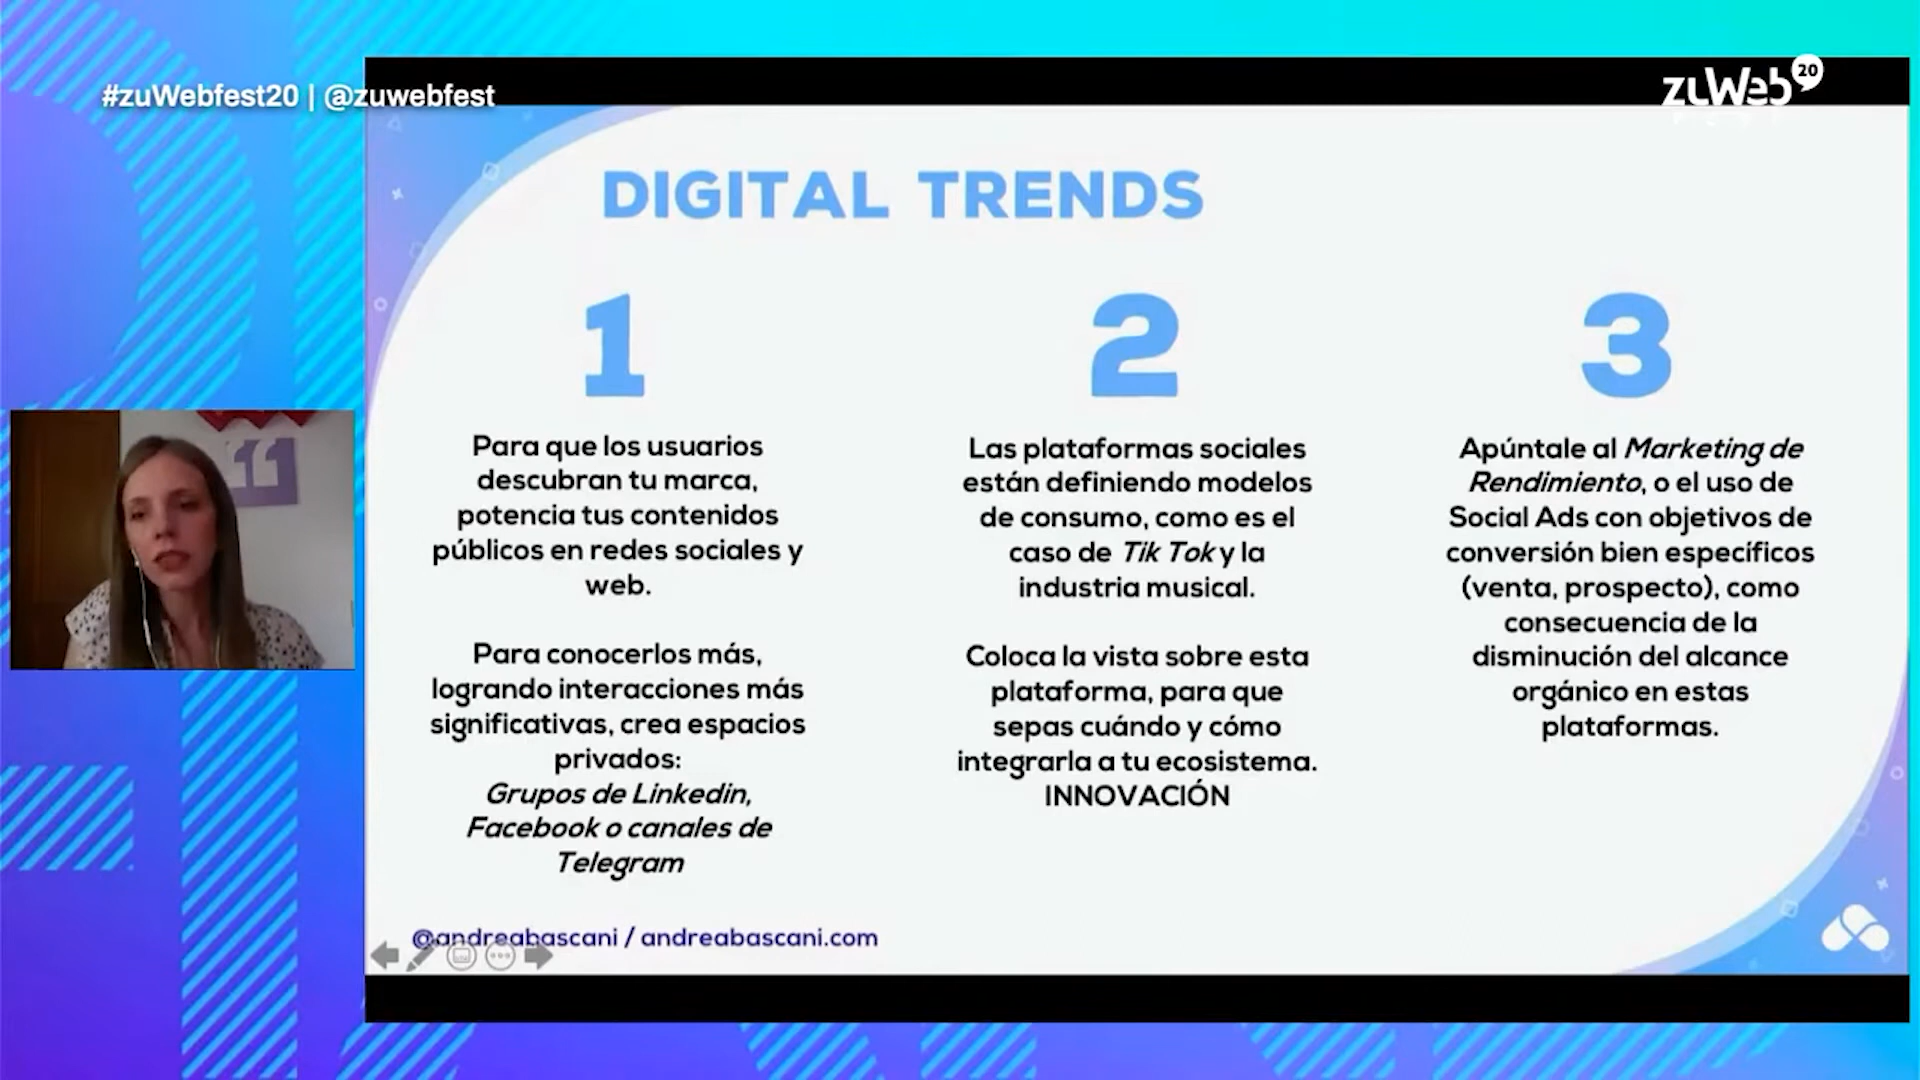 #zuWebfest20 | @zuwebfest
zuWeb 20
DIGITAL TRENDS
1
Para que los usuarios
descubran tu marca,
potencia tus contenidos
públicos en redes sociales y
web.
Para conocerlos más,
logrando interacciones más
significativas, crea espacios
privados:
Grupos de Linkedin,
Facebook o canales de
Telegram
2
Las plataformas sociales
están definiendo modelos
de consumo, como es el
caso de Tik Tok y la
industria musical.
Coloca la vista sobre esta
plataforma, para que
sepas cuándo y cómo
integrarla a tu ecosistema.
INNOVACIÓN
3
Apúntale al Marketing de
Rendimiento, o el uso de
Social Ads con objetivos de
conversión bien específicos
(venta, prospecto), como
consecuencia de la
disminución del alcance
orgánico en estas
plataformas.
@andreabascani / andreabascani.com